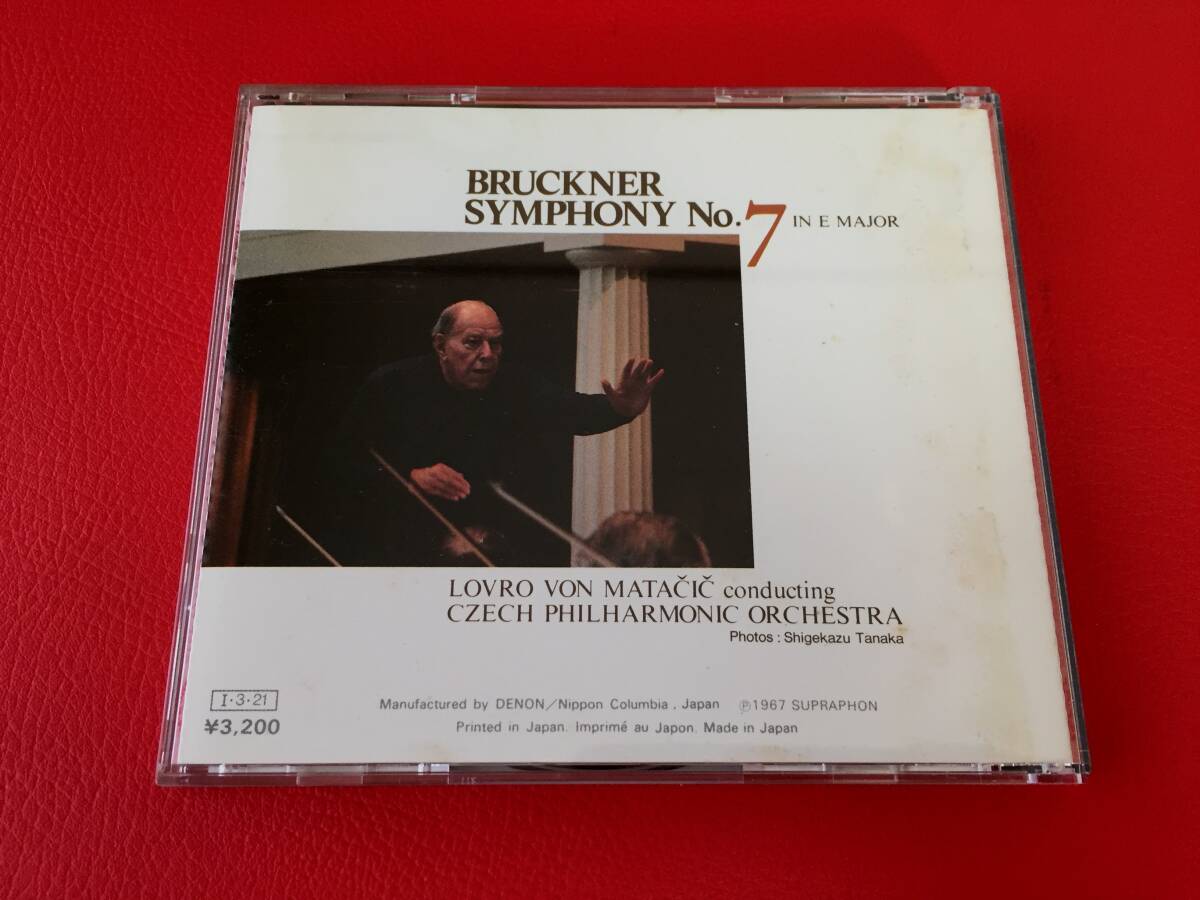 BRUCKNER
SYMPHONY No.7 IN E MAJOR
LOVRO VON MATAČIČ conducting
CZECH PHILHARMONIC ORCHESTRA
Photos : Shigekazu Tanaka
I·3·21
¥3,200
Manufactured by DENON/Nippon Columbia, Japan ℗1967 SUPRAPHON
Printed in Japan. Imprimé au Japon. Made in Japan